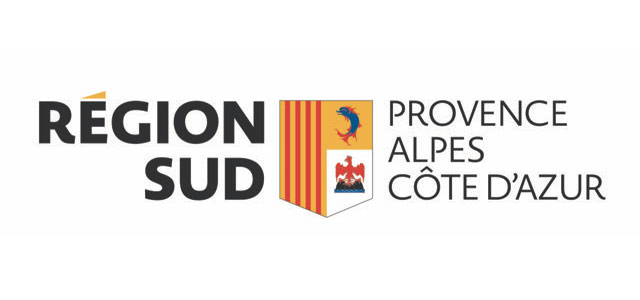 RÉGION
SUD
PROVENCE
ALPES
CÔTE D'AZUR